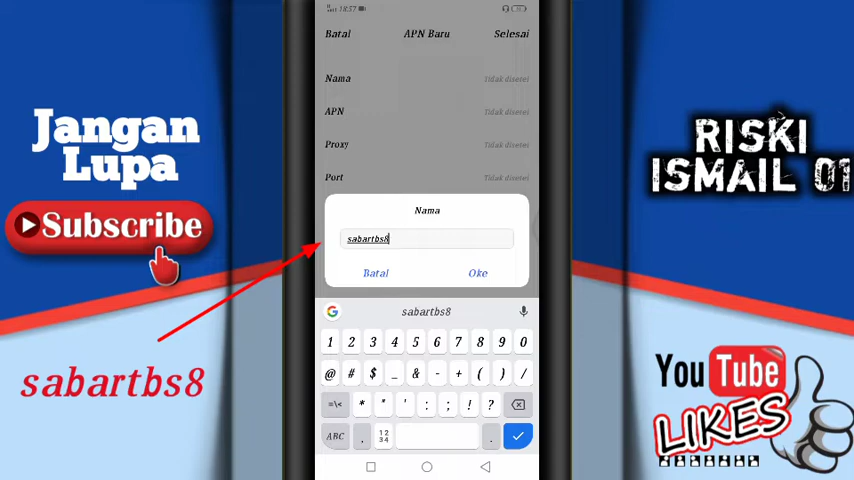 18:57
Batal APN Baru Selesai
Nama Tidak disetel
APN Tidak disetel
Proxy Tidak disetel
Port Tidak disetel
Nama
sabartbs8
Batal Oke
sabartbs8
1 2 3 4 5 6 7 8 9 0
@ # $ _ & - + ( ) /
=\< * " ' : ; ! ?
ABC , 12 34 .
Jangan
Lupa
Subscribe
sabartbs8
RISKI
ISMAIL 01
YouTube
LIKES